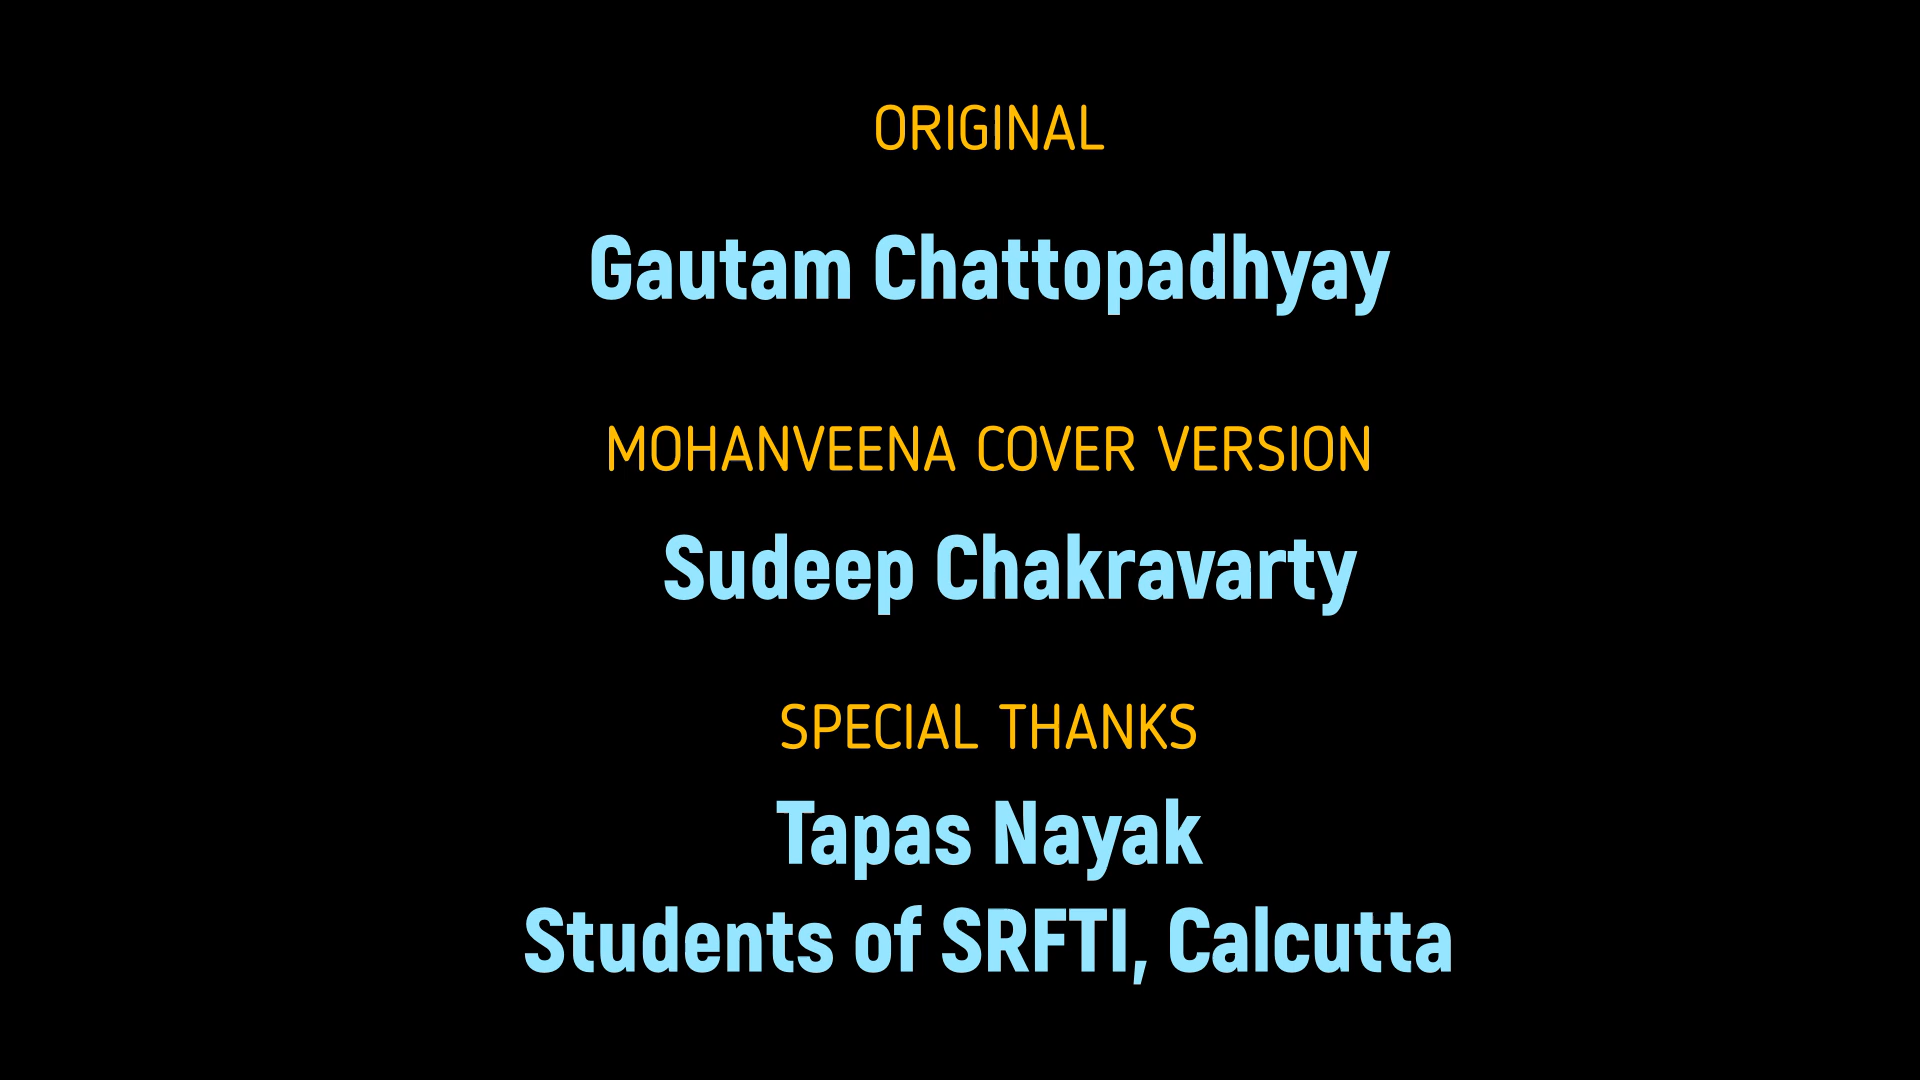 ORIGINAL
Gautam Chattopadhyay
MOHANVEENA COVER VERSION
Sudeep Chakravarty
SPECIAL THANKS
Tapas Nayak
Students of SRFTI, Calcutta